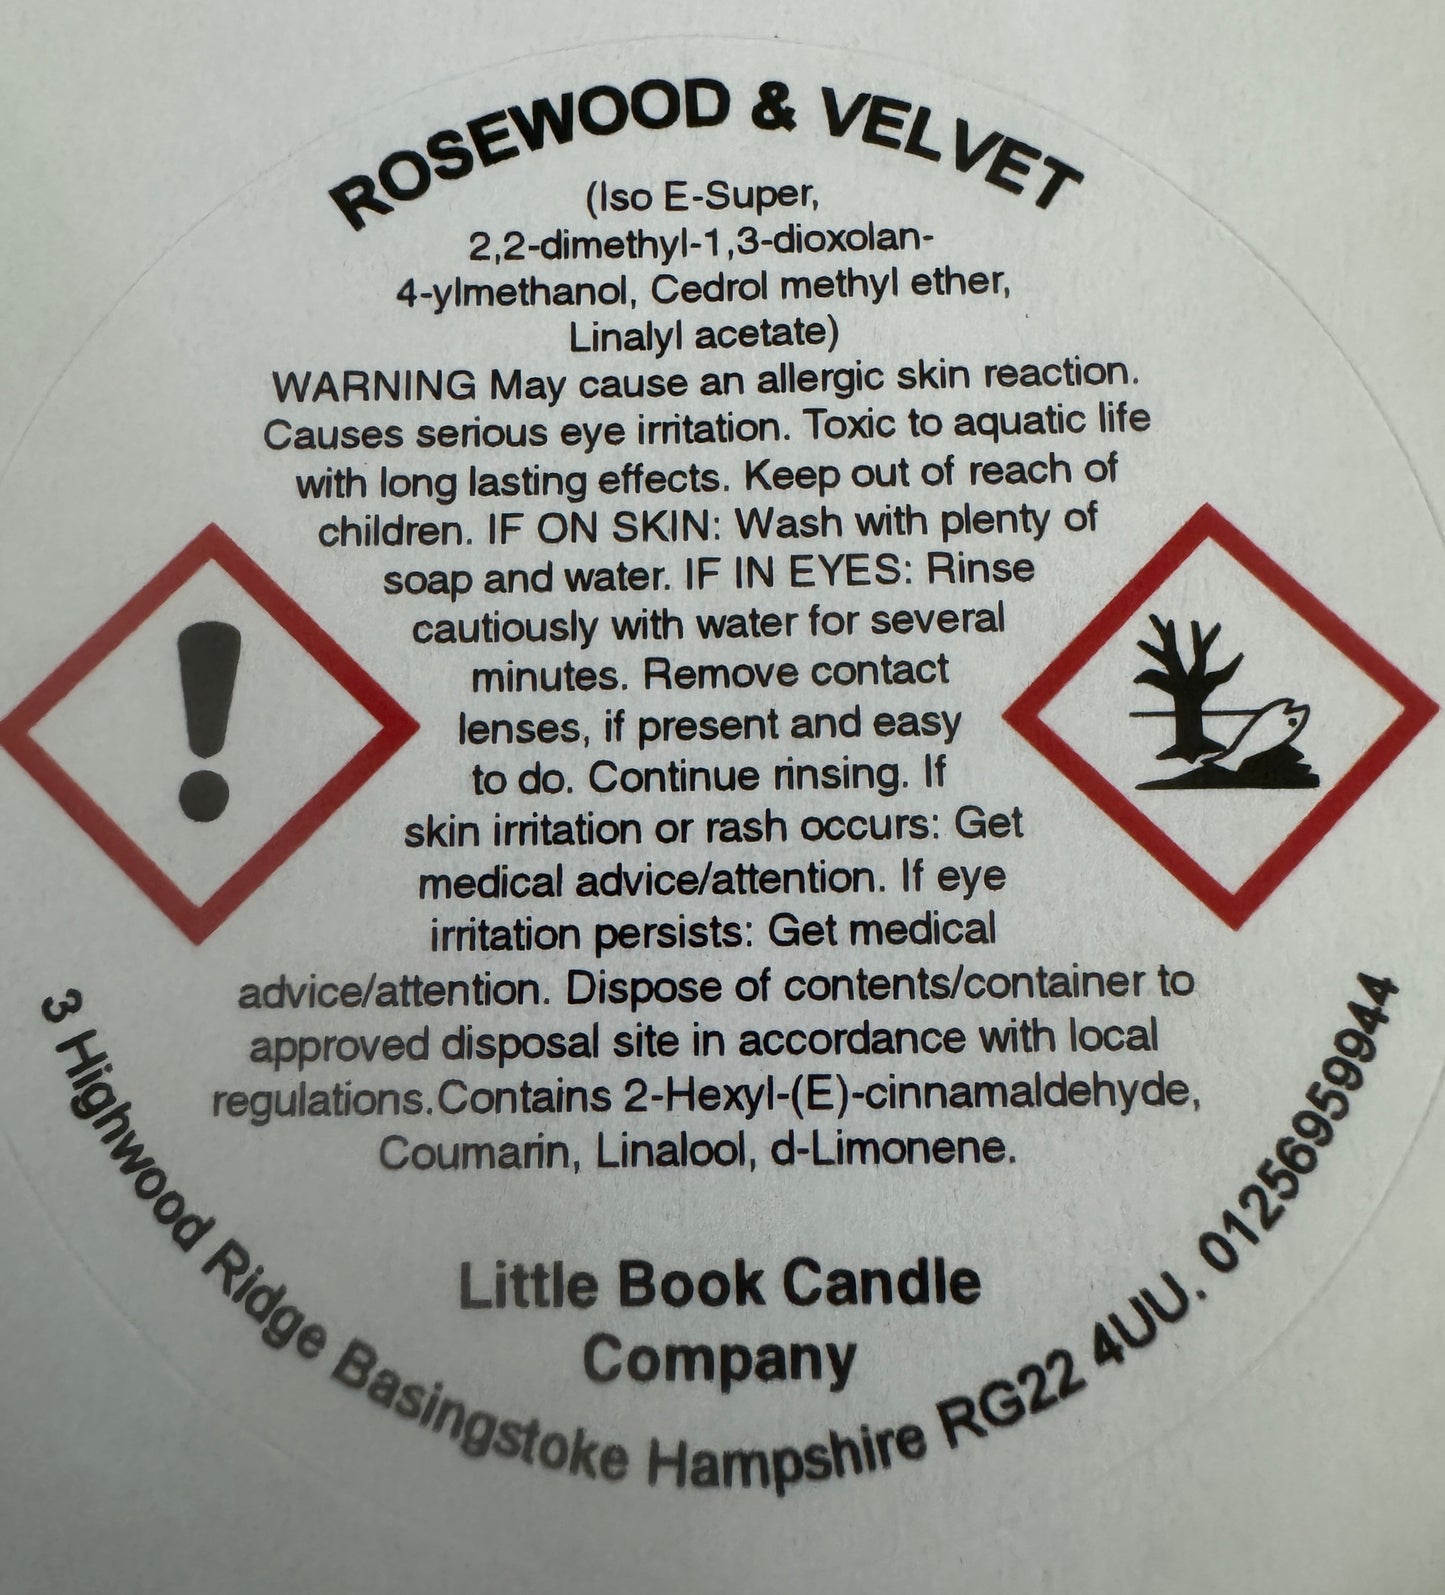 ROSEWOOD & VELVET
(Iso E-Super,
2,2-dimethyl-1,3-dioxolan-
4-ylmethanol, Cedrol methyl ether,
Linalyl acetate)
WARNING May cause an allergic skin reaction.
Causes serious eye irritation. Toxic to aquatic life
with long lasting effects. Keep out of reach of
children. IF ON SKIN: Wash with plenty of
soap and water. IF IN EYES: Rinse
cautiously with water for several
minutes. Remove contact
lenses, if present and easy
to do. Continue rinsing. If
skin irritation or rash occurs: Get
medical advice/attention. If eye
irritation persists: Get medical
advice/attention. Dispose of contents/container to
approved disposal site in accordance with local
regulations.Contains 2-Hexyl-(E)-cinnamaldehyde,
Coumarin, Linalool, d-Limonene.
Little Book Candle
Company
3 Highwood Ridge Basingstoke Hampshire RG22 4UU. 01256959944